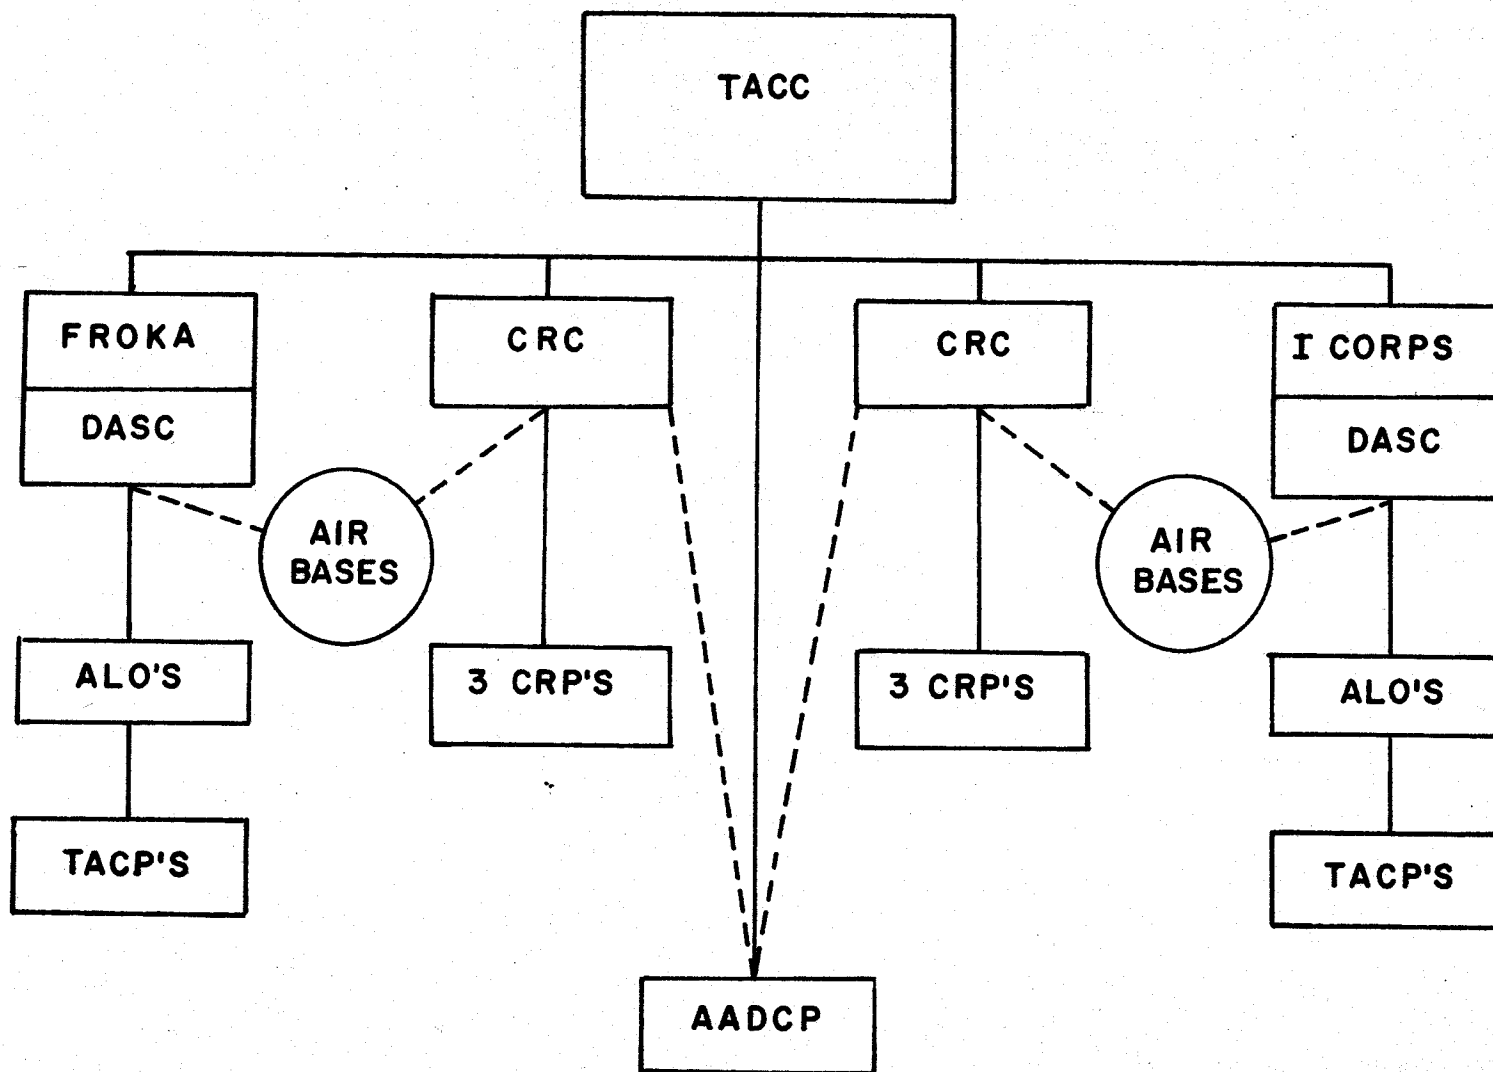 TACC
FROKA
DASC
CRC
CRC
I CORPS
DASC
AIR
BASES
AIR
BASES
ALO'S
3 CRP'S
3 CRP'S
ALO'S
TACP'S
TACP'S
AADCP